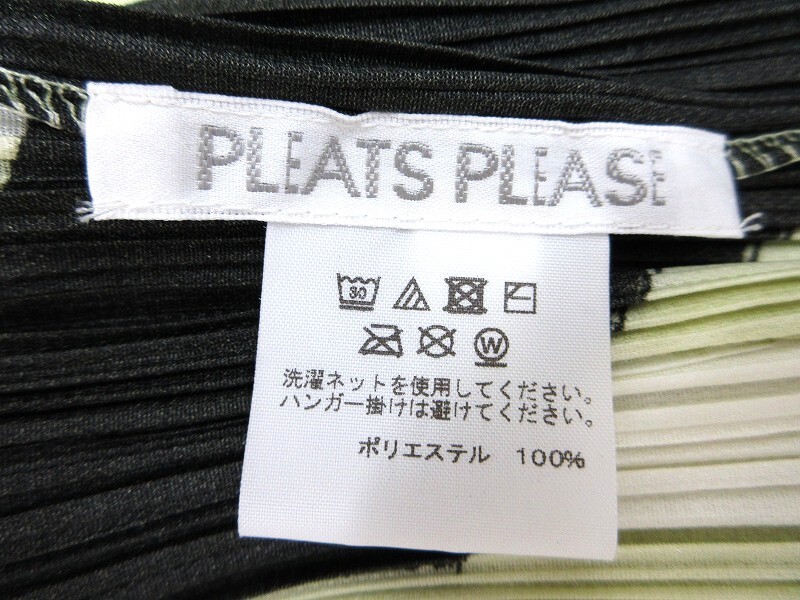 PLEATS PLEASE
30
W
洗濯ネットを使用してください。
ハンガー掛けは避けてください。
ポリエステル 100%